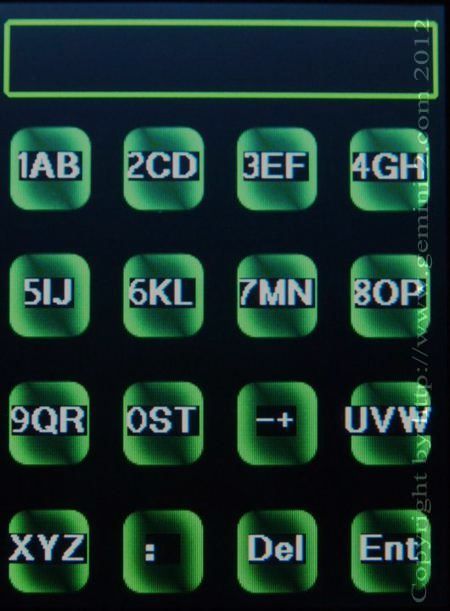 1AB 2CD 3EF 4GH
5IJ 6KL 7MN 8OP
9QR 0ST -+ UVW
XYZ : Del Ent
Copyright by http://www.gemini-2.com 2012